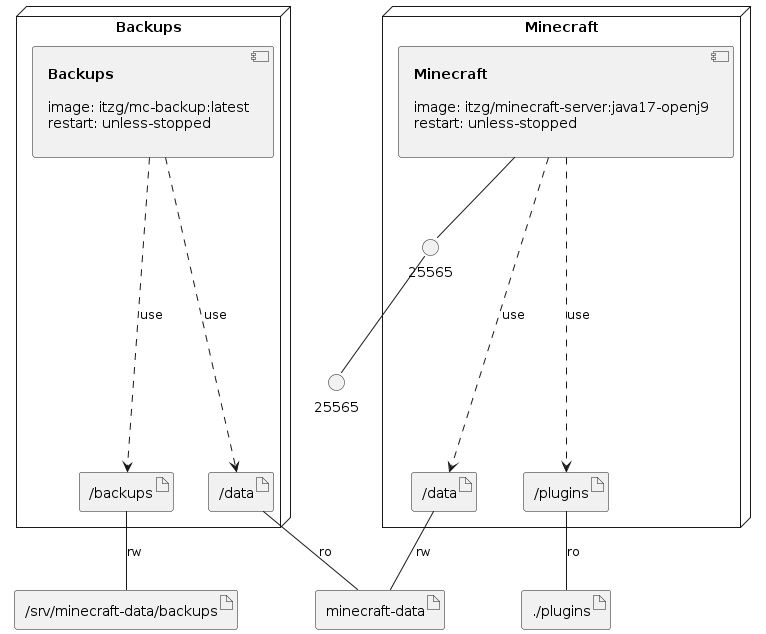 Backups
Minecraft
Backups
image: itzg/mc-backup:latest
restart: unless-stopped
Minecraft
image: itzg/minecraft-server:java17-openj9
restart: unless-stopped
25565
use
use
use
use
25565
/backups
/data
/data
/plugins
rw
ro
rw
ro
/srv/minecraft-data/backups
minecraft-data
./plugins